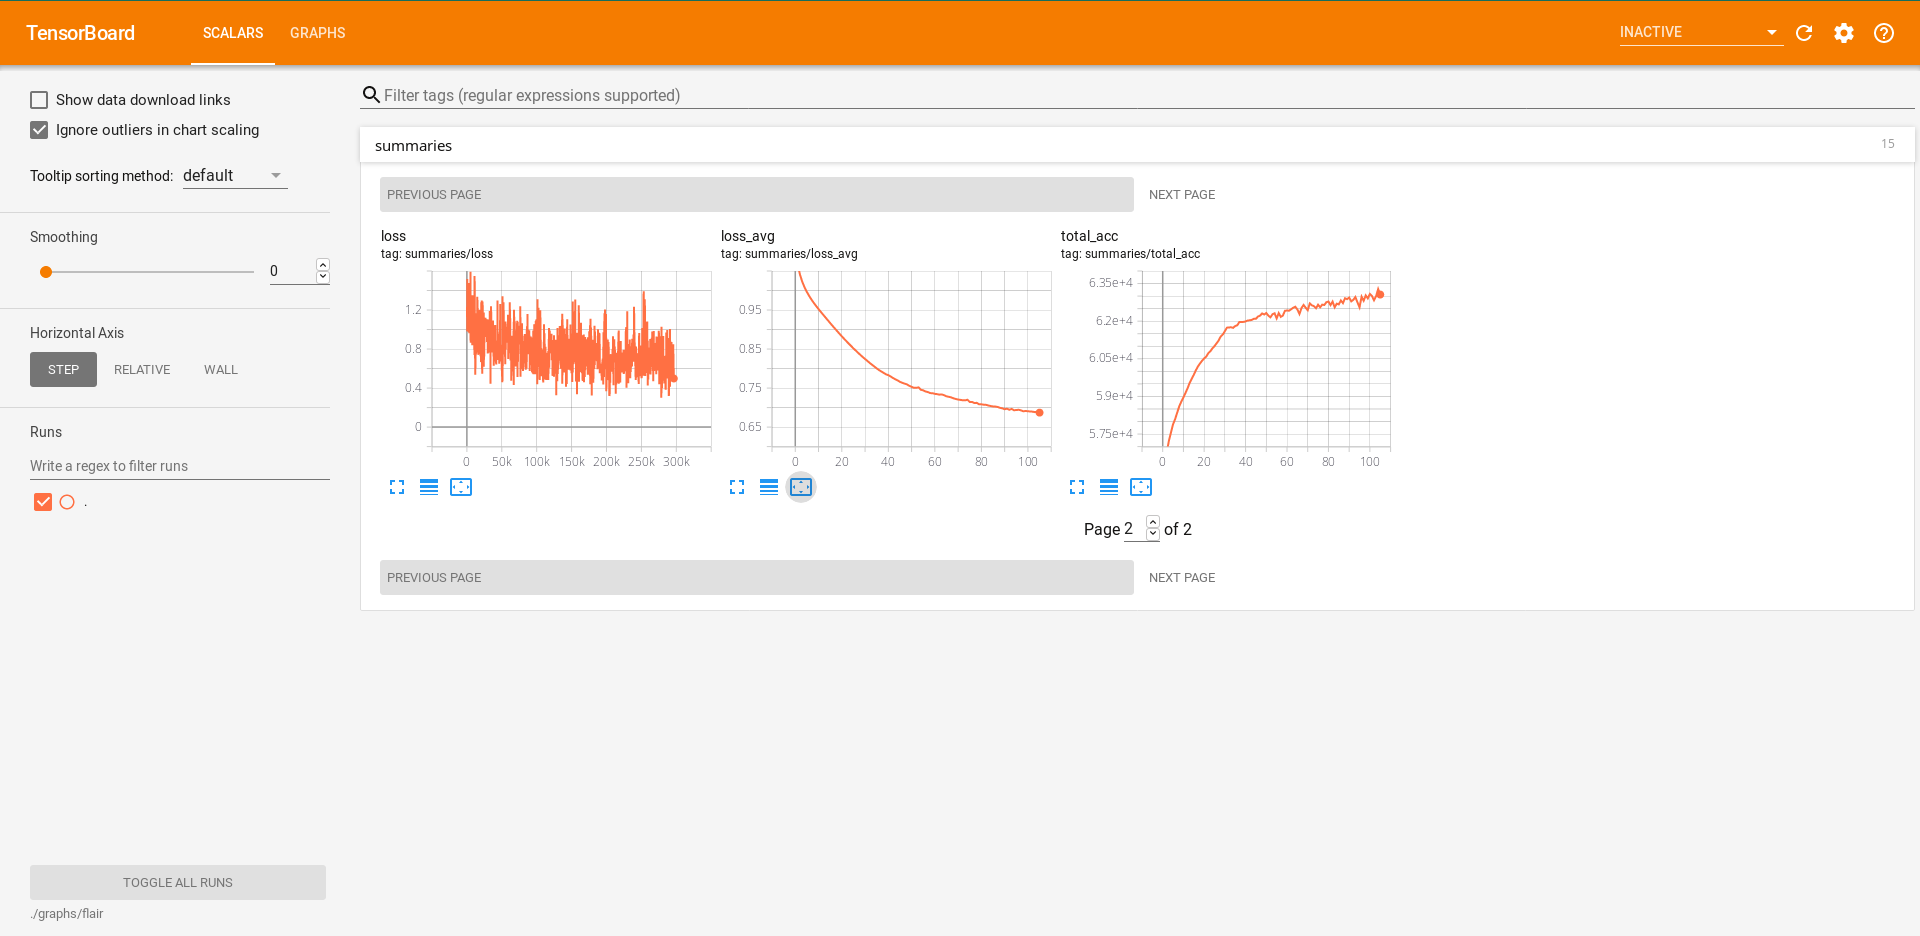 TensorBoard
SCALARS GRAPHS
INACTIVE
Show data download links
Ignore outliers in chart scaling
Tooltip sorting method: default
Smoothing
0
Horizontal Axis
STEP RELATIVE WALL
Runs
Write a regex to filter runs
.
TOGGLE ALL RUNS
./graphs/flair
Filter tags (regular expressions supported)
summaries 15
PREVIOUS PAGE NEXT PAGE
loss
tag: summaries/loss
1.2
0.8
0.4
0
0 50k 100k 150k 200k 250k 300k
loss_avg
tag: summaries/loss_avg
0.95
0.85
0.75
0.65
0 20 40 60 80 100
total_acc
tag: summaries/total_acc
6.35e+4
6.2e+4
6.05e+4
5.9e+4
5.75e+4
0 20 40 60 80 100
Page 2 of 2
PREVIOUS PAGE NEXT PAGE